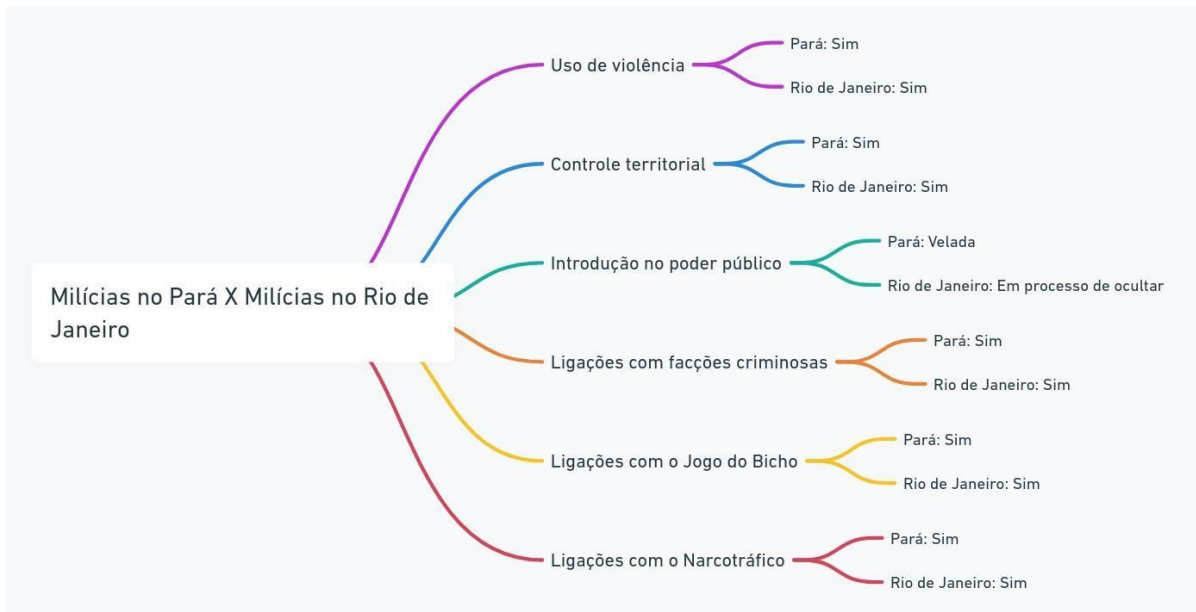 Milícias no Pará X Milícias no Rio de
Janeiro
Uso de violência
Pará: Sim
Rio de Janeiro: Sim
Controle territorial
Pará: Sim
Rio de Janeiro: Sim
Introdução no poder público
Pará: Velada
Rio de Janeiro: Em processo de ocultar
Ligações com facções criminosas
Pará: Sim
Rio de Janeiro: Sim
Ligações com o Jogo do Bicho
Pará: Sim
Rio de Janeiro: Sim
Ligações com o Narcotráfico
Pará: Sim
Rio de Janeiro: Sim